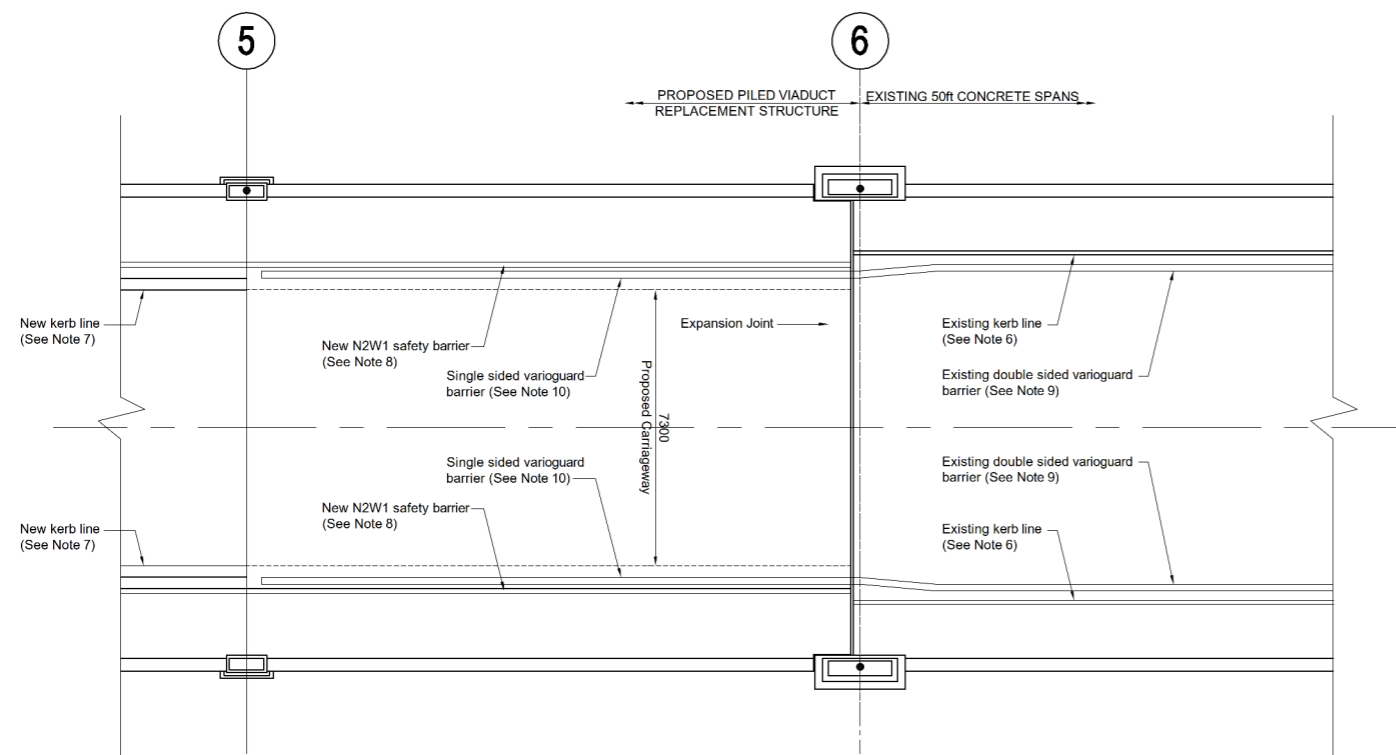 5
6
PROPOSED PILED VIADUCT
REPLACEMENT STRUCTURE
EXISTING 50ft CONCRETE SPANS
New kerb line
(See Note 7)
New N2W1 safety barrier
(See Note 8)
Single sided varioguard
barrier (See Note 10)
Expansion Joint
7300
Proposed Carriageway
Existing kerb line
(See Note 6)
Existing double sided varioguard
barrier (See Note 9)
Single sided varioguard
barrier (See Note 10)
New N2W1 safety barrier
(See Note 8)
New kerb line
(See Note 7)
Existing double sided varioguard
barrier (See Note 9)
Existing kerb line
(See Note 6)